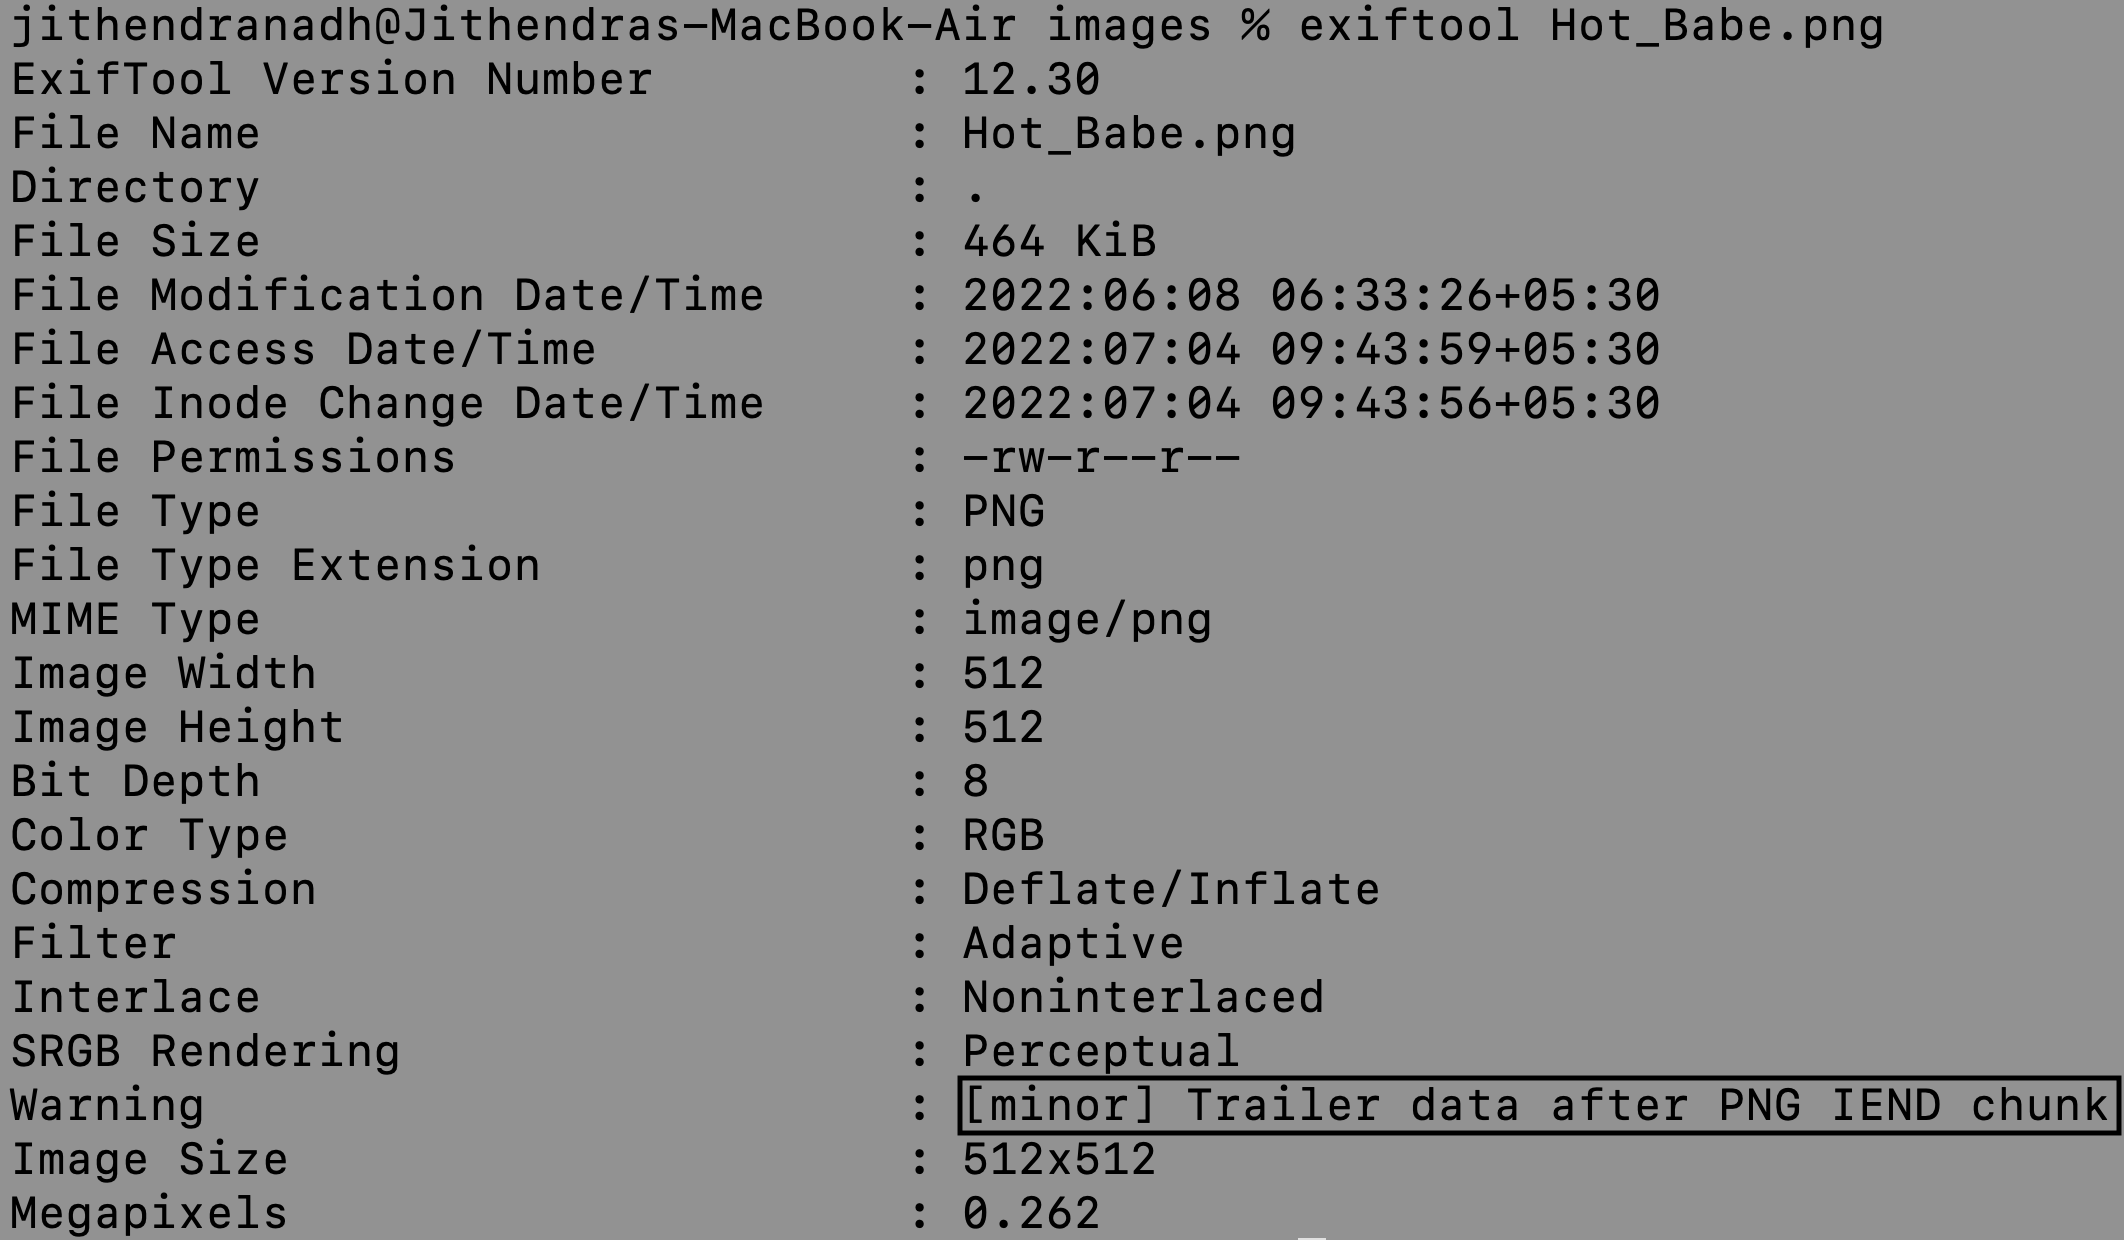 jithendranadh@Jithendras-MacBook-Air images % exiftool Hot_Babe.png
ExifTool Version Number : 12.30
File Name : Hot_Babe.png
Directory : .
File Size : 464 KiB
File Modification Date/Time : 2022:06:08 06:33:26+05:30
File Access Date/Time : 2022:07:04 09:43:59+05:30
File Inode Change Date/Time : 2022:07:04 09:43:56+05:30
File Permissions : -rw-r--r--
File Type : PNG
File Type Extension : png
MIME Type : image/png
Image Width : 512
Image Height : 512
Bit Depth : 8
Color Type : RGB
Compression : Deflate/Inflate
Filter : Adaptive
Interlace : Noninterlaced
SRGB Rendering : Perceptual
Warning : [minor] Trailer data after PNG IEND chunk
Image Size : 512x512
Megapixels : 0.262